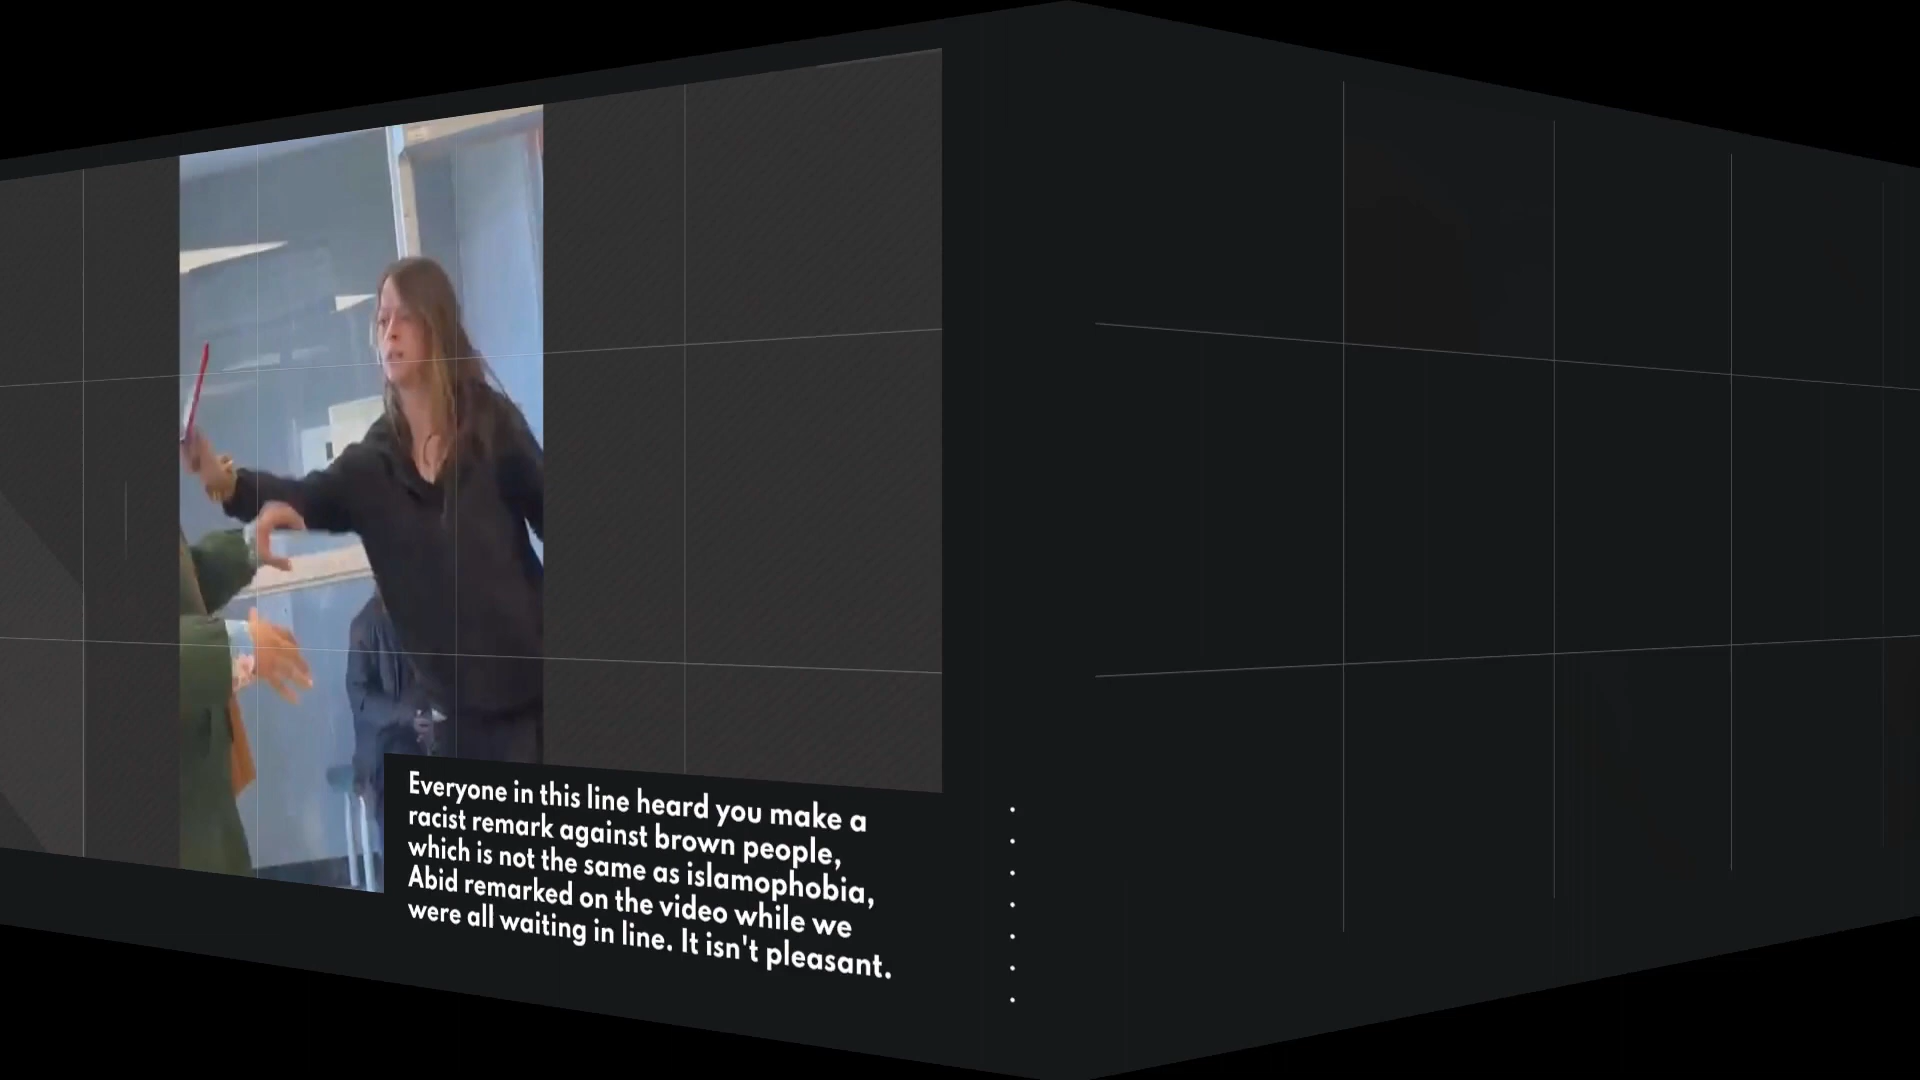 Everyone in this line heard you make a
racist remark against brown people,
which is not the same as islamophobia,
Abid remarked on the video while we
were all waiting in line. It isn't pleasant.